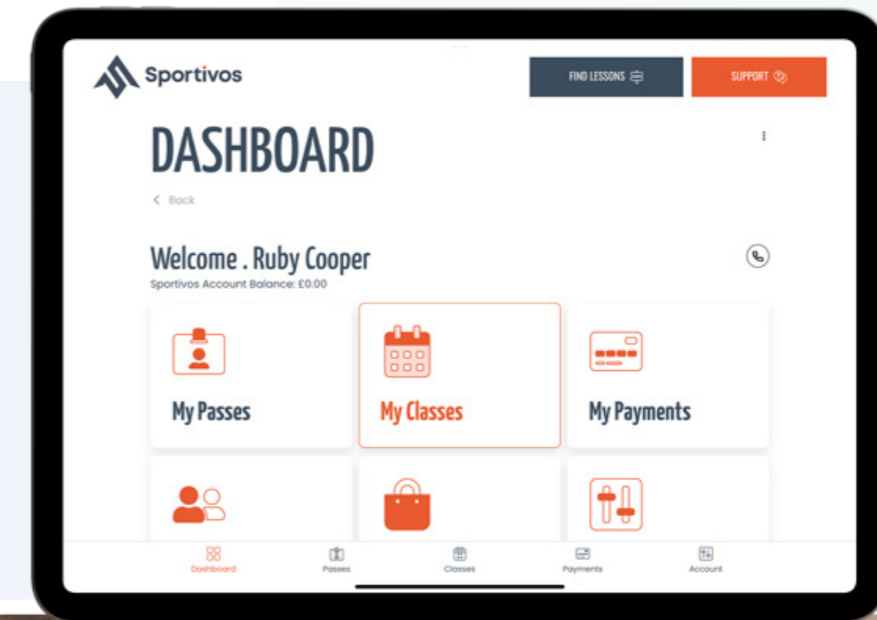 Sportivos
FIND LESSONS
SUPPORT
DASHBOARD
Back
Welcome . Ruby Cooper
Sportivos Account Balance: £0.00
My Passes
My Classes
My Payments
Dashboard
Passes
Classes
Payments
Account